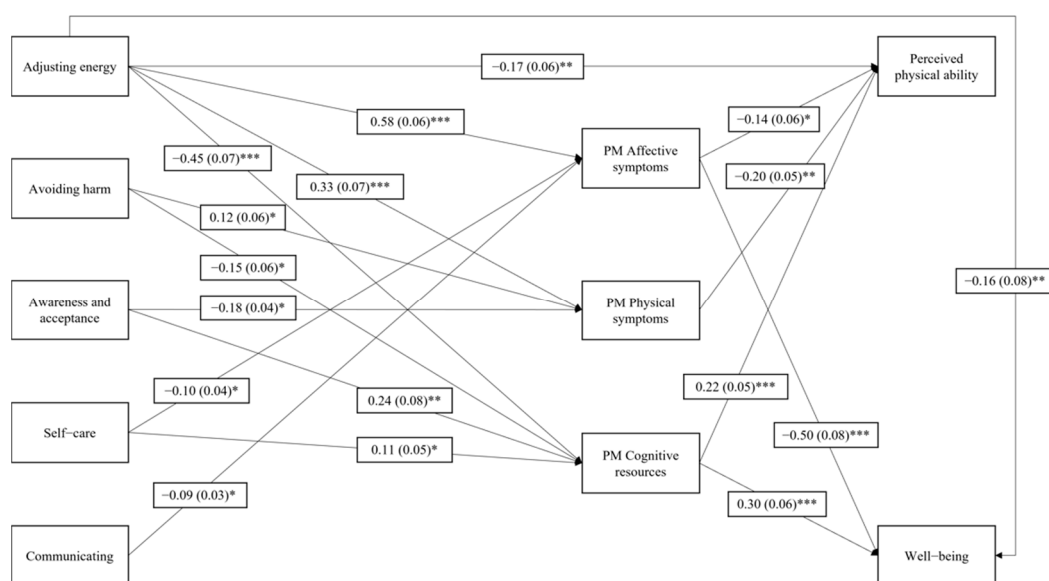 Adjusting energy
−0.17 (0.06)**
Perceived
physical ability
0.58 (0.06)***
−0.14 (0.06)*
PM Affective
symptoms
−0.45 (0.07)***
−0.20 (0.05)**
Avoiding harm
0.33 (0.07)***
0.12 (0.06)*
−0.15 (0.06)*
−0.16 (0.08)**
Awareness and
acceptance
−0.18 (0.04)*
PM Physical
symptoms
−0.10 (0.04)*
0.22 (0.05)***
0.24 (0.08)**
Self−care
0.11 (0.05)*
−0.50 (0.08)***
PM Cognitive
resources
−0.09 (0.03)*
0.30 (0.06)***
Communicating
Well−being